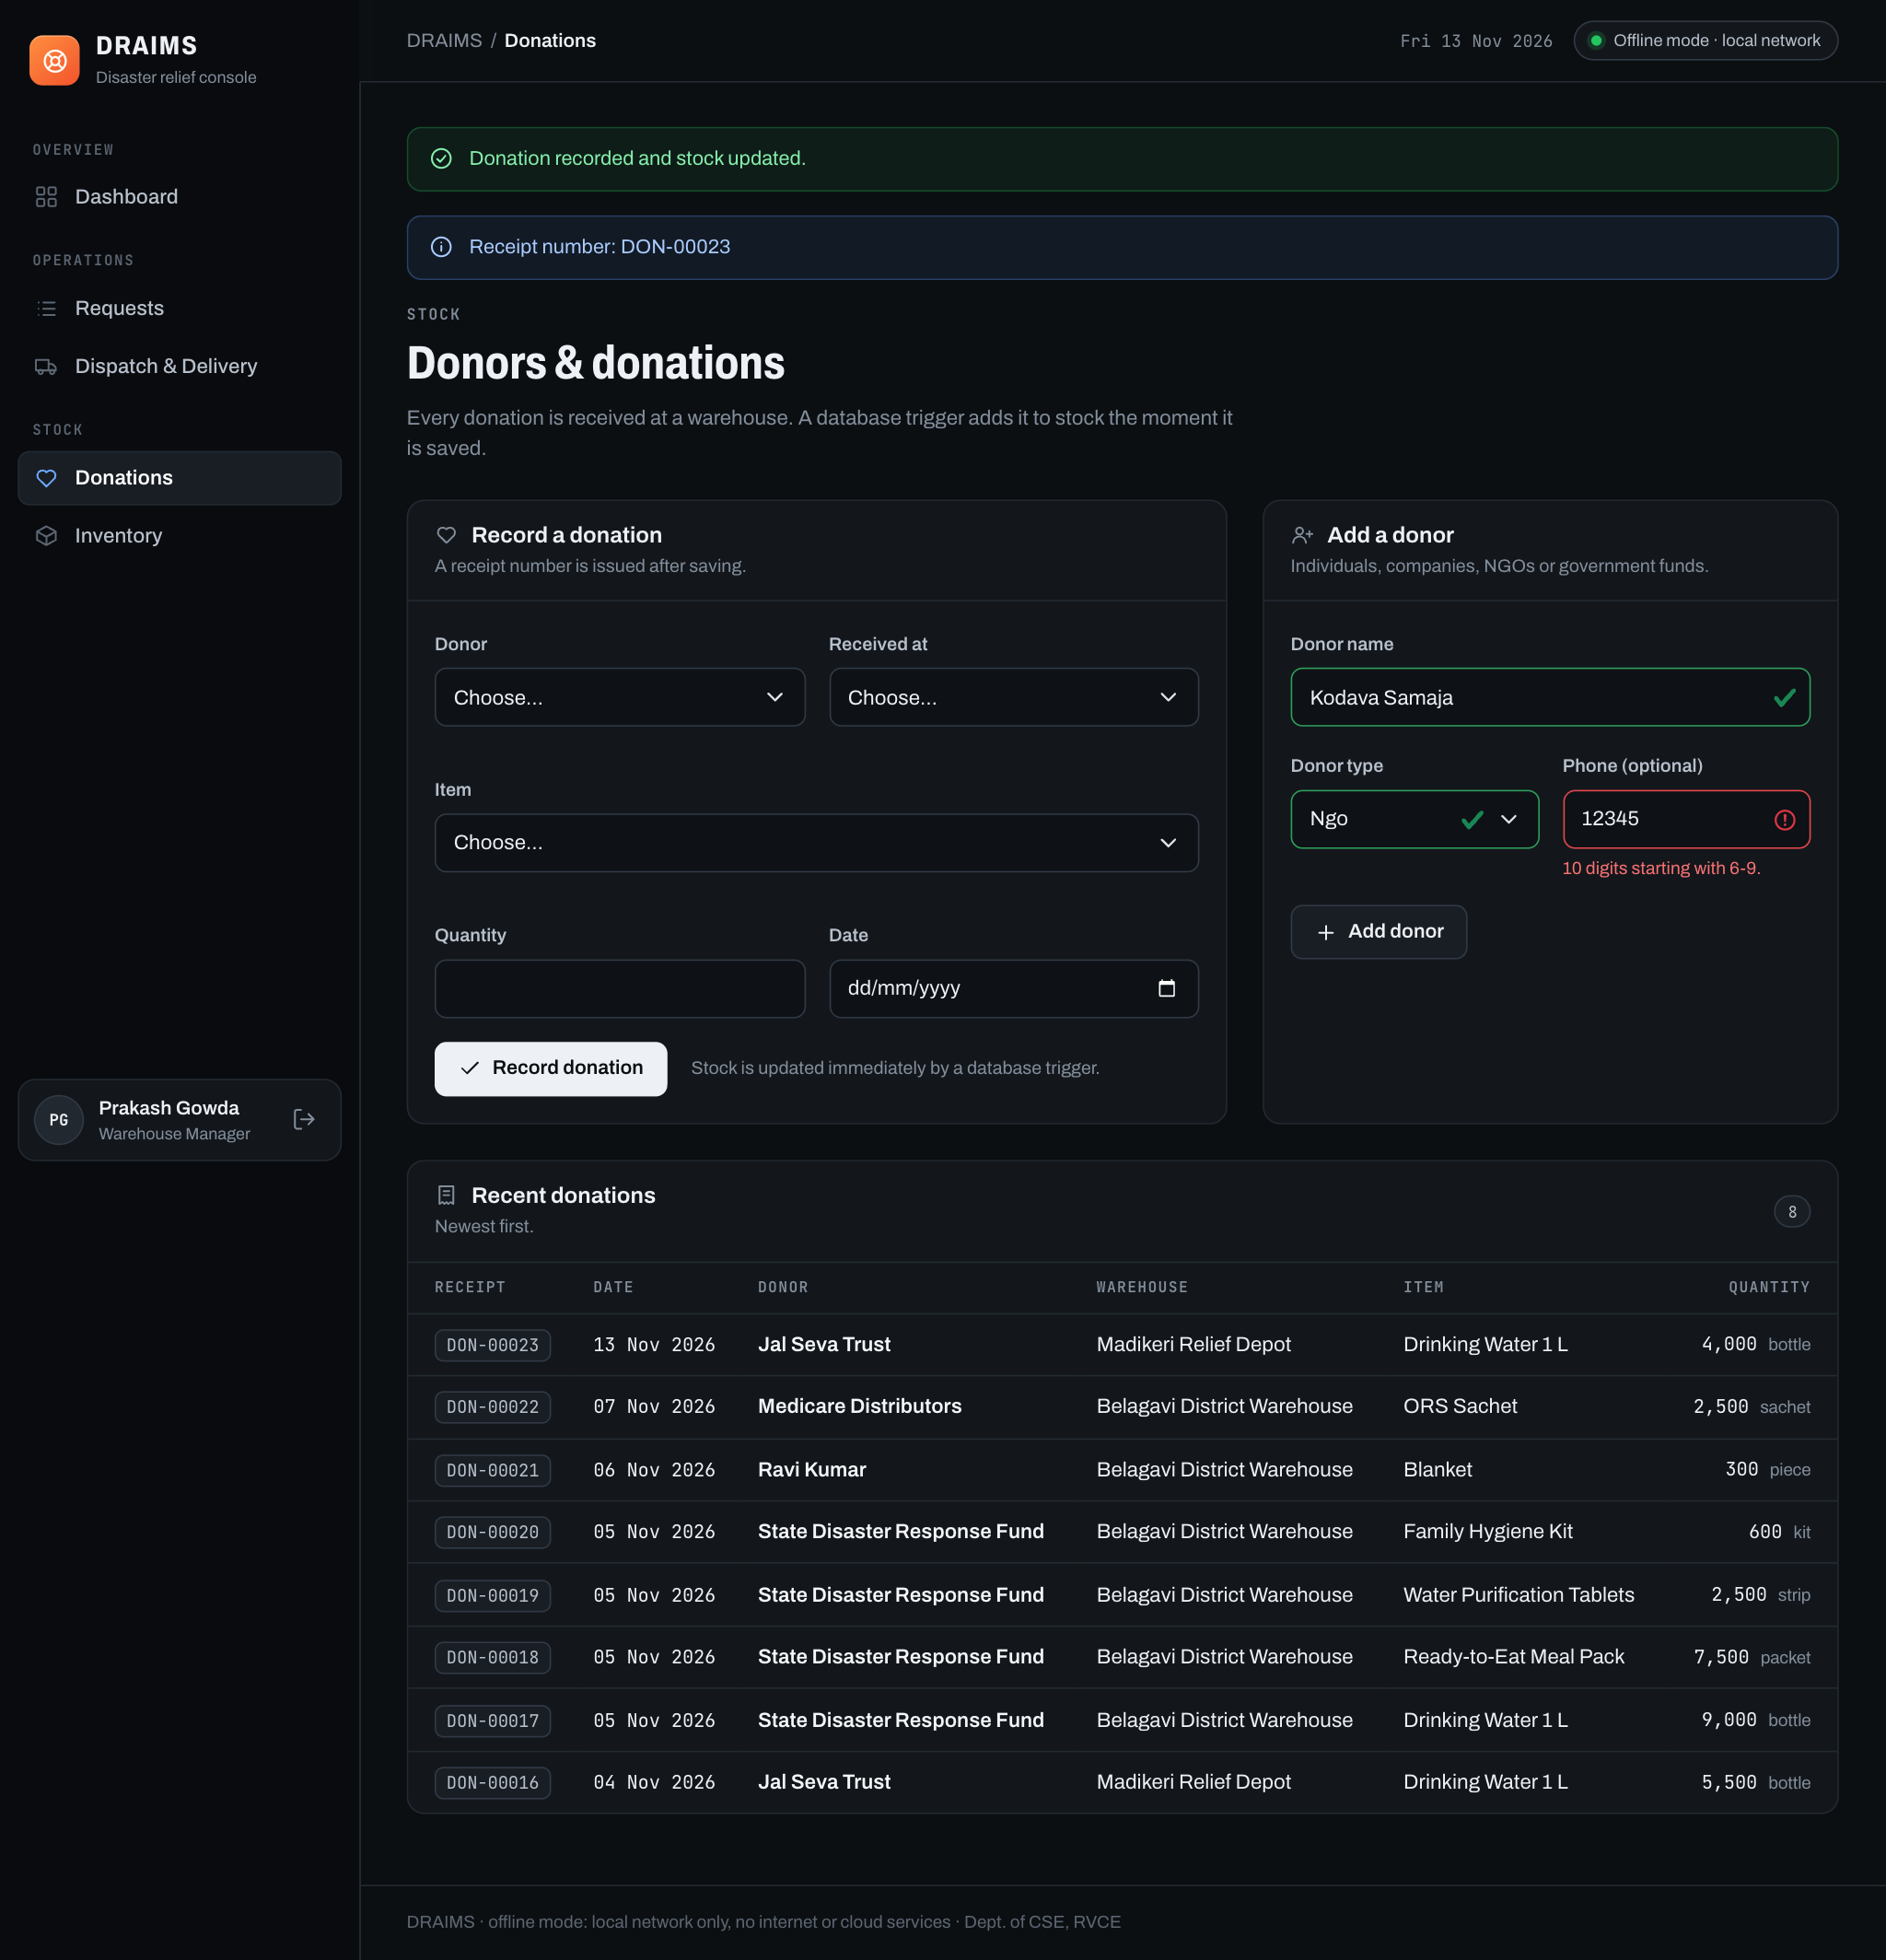 DRAIMS
Disaster relief console
OVERVIEW
Dashboard
OPERATIONS
Requests
Dispatch & Delivery
STOCK
Donations
Inventory
PG
Prakash Gowda
Warehouse Manager
DRAIMS / Donations
Fri 13 Nov 2026
Offline mode · local network
Donation recorded and stock updated.
Receipt number: DON-00023
STOCK
Donors & donations
Every donation is received at a warehouse. A database trigger adds it to stock the moment it
is saved.
Record a donation
A receipt number is issued after saving.
Donor
Received at
Choose...
Choose...
Item
Choose...
Quantity
Date
dd/mm/yyyy
Record donation
Stock is updated immediately by a database trigger.
Add a donor
Individuals, companies, NGOs or government funds.
Donor name
Kodava Samaja
Donor type
Phone (optional)
Ngo
12345
10 digits starting with 6-9.
Add donor
Recent donations
Newest first.
8
RECEIPT DATE DONOR WAREHOUSE ITEM QUANTITY
DON-00023 13 Nov 2026 Jal Seva Trust Madikeri Relief Depot Drinking Water 1 L 4,000 bottle
DON-00022 07 Nov 2026 Medicare Distributors Belagavi District Warehouse ORS Sachet 2,500 sachet
DON-00021 06 Nov 2026 Ravi Kumar Belagavi District Warehouse Blanket 300 piece
DON-00020 05 Nov 2026 State Disaster Response Fund Belagavi District Warehouse Family Hygiene Kit 600 kit
DON-00019 05 Nov 2026 State Disaster Response Fund Belagavi District Warehouse Water Purification Tablets 2,500 strip
DON-00018 05 Nov 2026 State Disaster Response Fund Belagavi District Warehouse Ready-to-Eat Meal Pack 7,500 packet
DON-00017 05 Nov 2026 State Disaster Response Fund Belagavi District Warehouse Drinking Water 1 L 9,000 bottle
DON-00016 04 Nov 2026 Jal Seva Trust Madikeri Relief Depot Drinking Water 1 L 5,500 bottle
DRAIMS · offline mode: local network only, no internet or cloud services · Dept. of CSE, RVCE